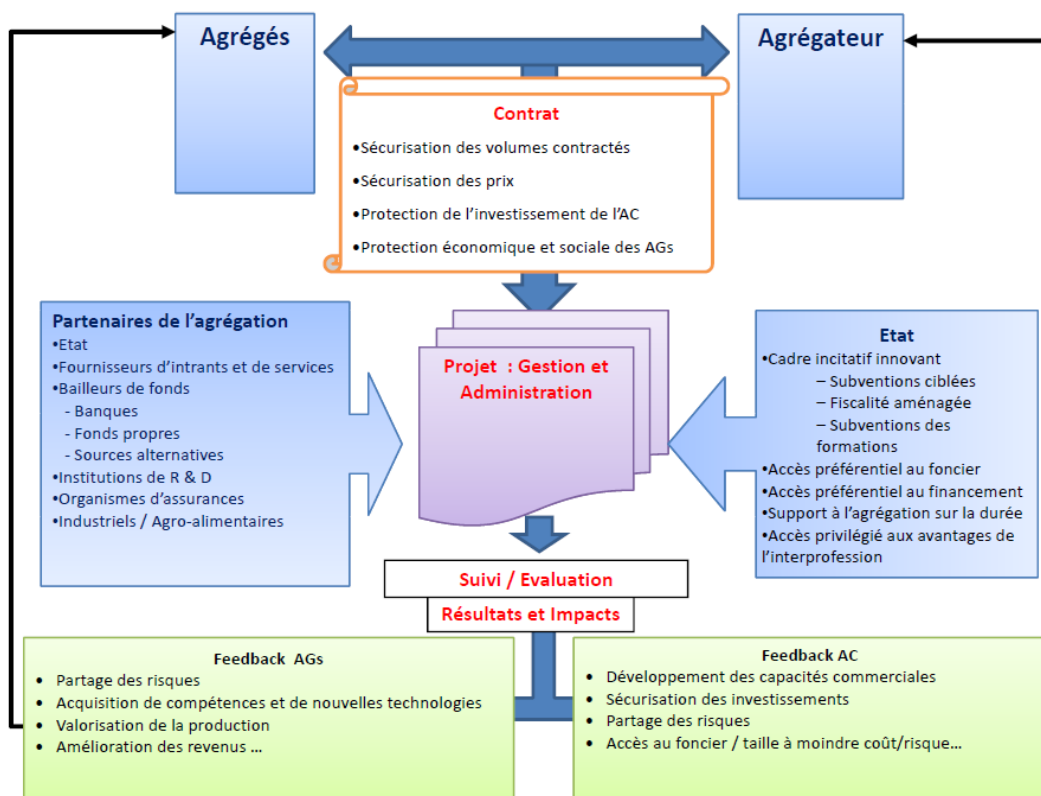 Agrégés
Agrégateur
Contrat
•Sécurisation des volumes contractés
•Sécurisation des prix
•Protection de l'investissement de l'AC
•Protection économique et sociale des AGs
Partenaires de l'agrégation
•Etat
•Fournisseurs d'intrants et de services
•Bailleurs de fonds
- Banques
- Fonds propres
- Sources alternatives
•Institutions de R & D
•Organismes d'assurances
•Industriels / Agro-alimentaires
Projet : Gestion et
Administration
Etat
•Cadre incitatif innovant
– Subventions ciblées
– Fiscalité aménagée
– Subventions des
formations
•Accès préférentiel au foncier
•Accès préférentiel au financement
•Support à l'agrégation sur la durée
•Accès privilégié aux avantages de
l'interprofession
Suivi / Evaluation
Résultats et Impacts
Feedback AGs
• Partage des risques
• Acquisition de compétences et de nouvelles technologies
• Valorisation de la production
• Amélioration des revenus …
Feedback AC
• Développement des capacités commerciales
• Sécurisation des investissements
• Partage des risques
• Accès au foncier / taille à moindre coût/risque…